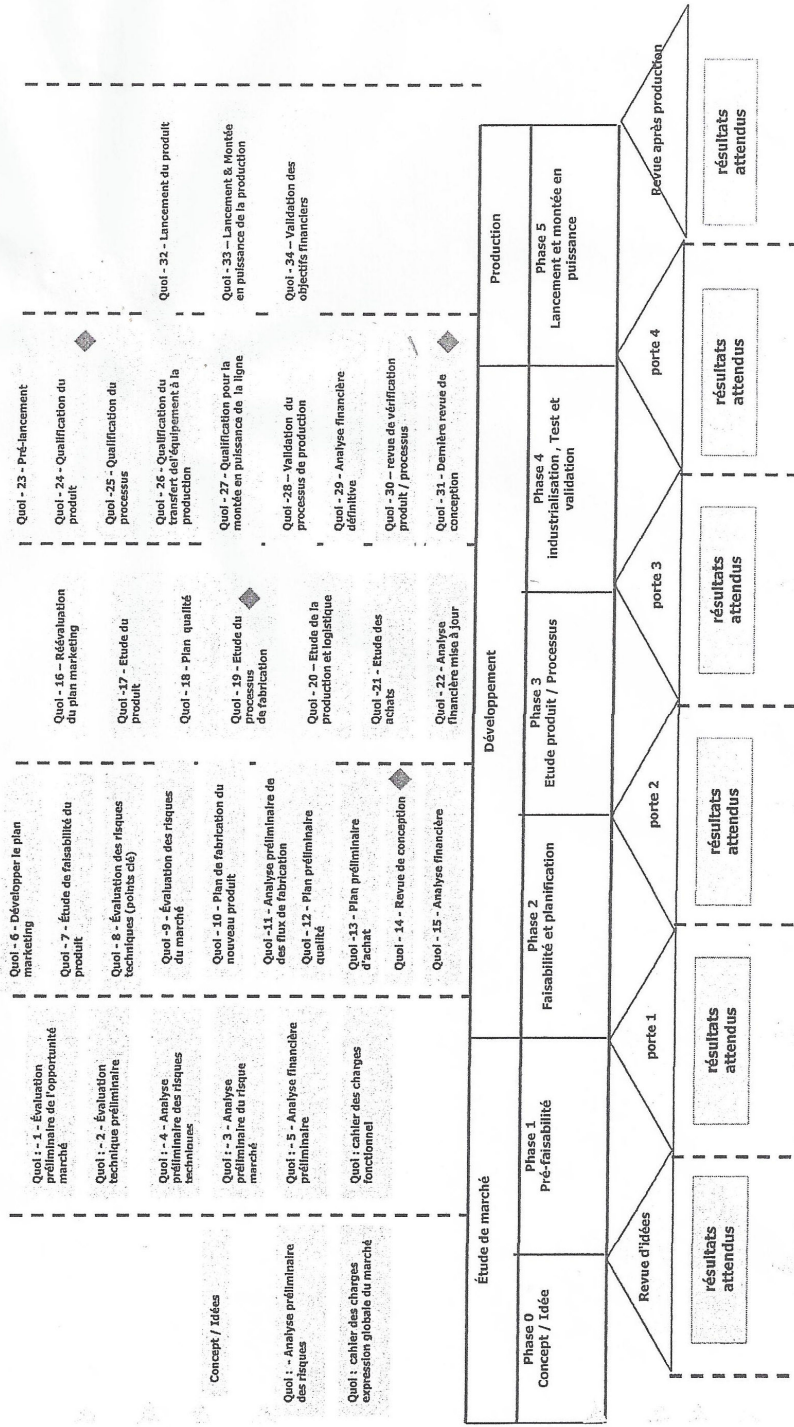 Concept / Idées
Quoi : - Analyse préliminaire
des risques
Quoi : cahier des charges
expression globale du marché
Quoi : - 1 - Évaluation
préliminaire de l'opportunité
marché
Quoi : - 2 - Évaluation
technique préliminaire
Quoi : - 4 - Analyse
préliminaire des risques
techniques
Quoi : - 3 - Analyse
préliminaire du risque
marché
Quoi : - 5 - Analyse financière
préliminaire
Quoi : cahier des charges
fonctionnel
Quoi - 6 - Développer le plan
marketing
Quoi - 7 - Étude de faisabilité du
produit
Quoi - 8 - Évaluation des risques
techniques (points clé)
Quoi -9 - Évaluation des risques
du marché
Quoi - 10 - Plan de fabrication du
nouveau produit
Quoi -11 - Analyse préliminaire de
des flux de fabrication
Quoi - 12 - Plan préliminaire
qualité
Quoi -13 - Plan préliminaire
d'achat
Quoi - 14 - Revue de conception
Quoi - 15 - Analyse financière
Quoi - 16 – Réévaluation
du plan marketing
Quoi -17 - Etude du
produit
Quoi - 18 - Plan qualité
Quoi - 19 - Etude du
processus
de fabrication
Quoi - 20 – Etude de la
production et logistique
Quoi -21 - Etude des
achats
Quoi - 22 - Analyse
financière mise à jour
Quoi - 23 - Pré-lancement
Quoi - 24 - Qualification du
produit
Quoi -25 - Qualification du
processus
Quoi - 26 - Qualification du
transfert del'équipement à la
production
Quoi - 27 - Qualification pour la
montée en puissance de la ligne
Quoi -28 – Validation du
processus de production
Quoi - 29 - Analyse financière
définitive
Quoi - 30 – revue de vérification
produit / processus
Quoi - 31 - Dernière revue de
conception
Quoi - 32 - Lancement du produit
Quoi - 33 – Lancement & Montée
en puissance de la production
Quoi - 34 – Validation des
objectifs financiers
Étude de marché
Développement
Production
Phase 0
Concept / Idée
Phase 1
Pré-faisabilité
Phase 2
Faisabilité et planification
Phase 3
Etude produit / Processus
Phase 4
industrialisation , Test et
validation
Phase 5
Lancement et montée en
puissance
Revue d'idées
porte 1
porte 2
porte 3
porte 4
Revue après production
résultats
attendus
résultats
attendus
résultats
attendus
résultats
attendus
résultats
attendus
résultats
attendus